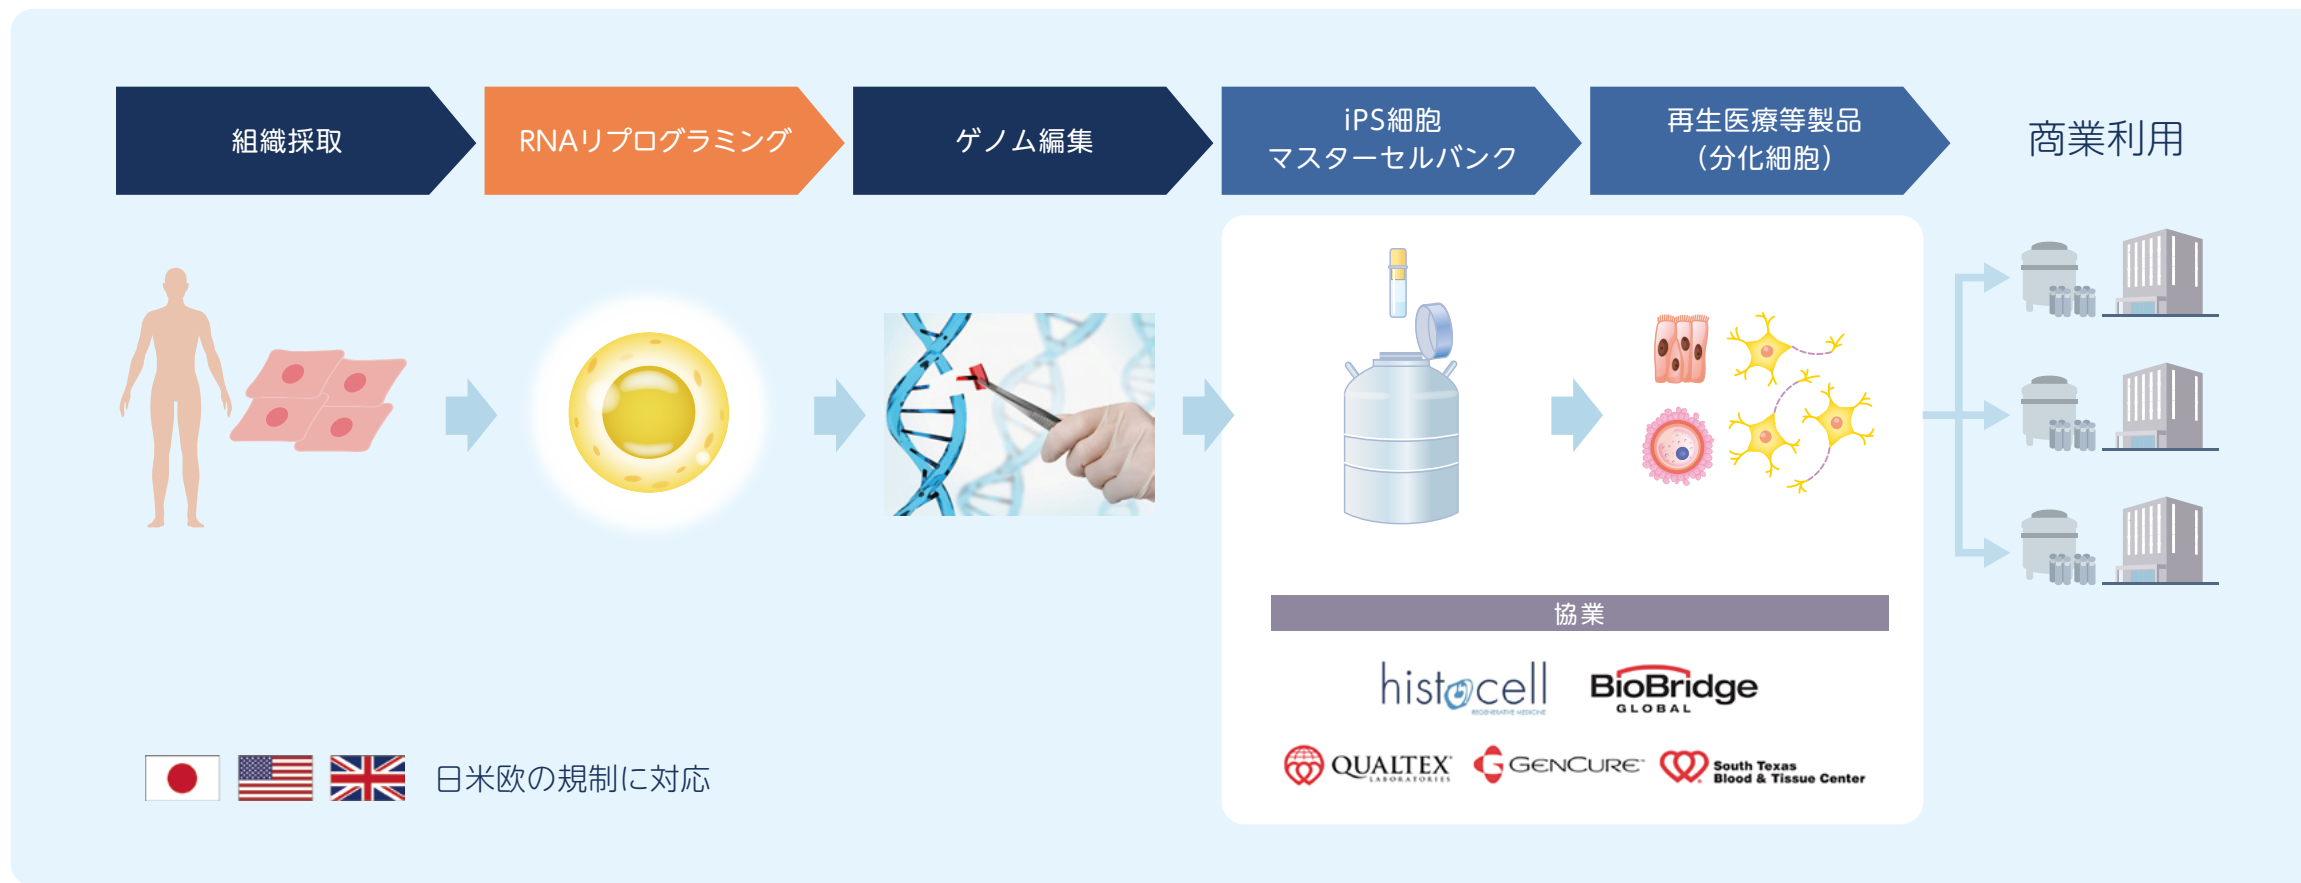 組織採取
RNAリプログラミング
ゲノム編集
iPS細胞
マスターセルバンク
再生医療等製品
（分化細胞）
商業利用
協業
histocell
REGENERATIVE MEDICINE
BioBridge
GLOBAL
QUALTEX
LABORATORIES
GENCURE
South Texas
Blood & Tissue Center
日米欧の規制に対応